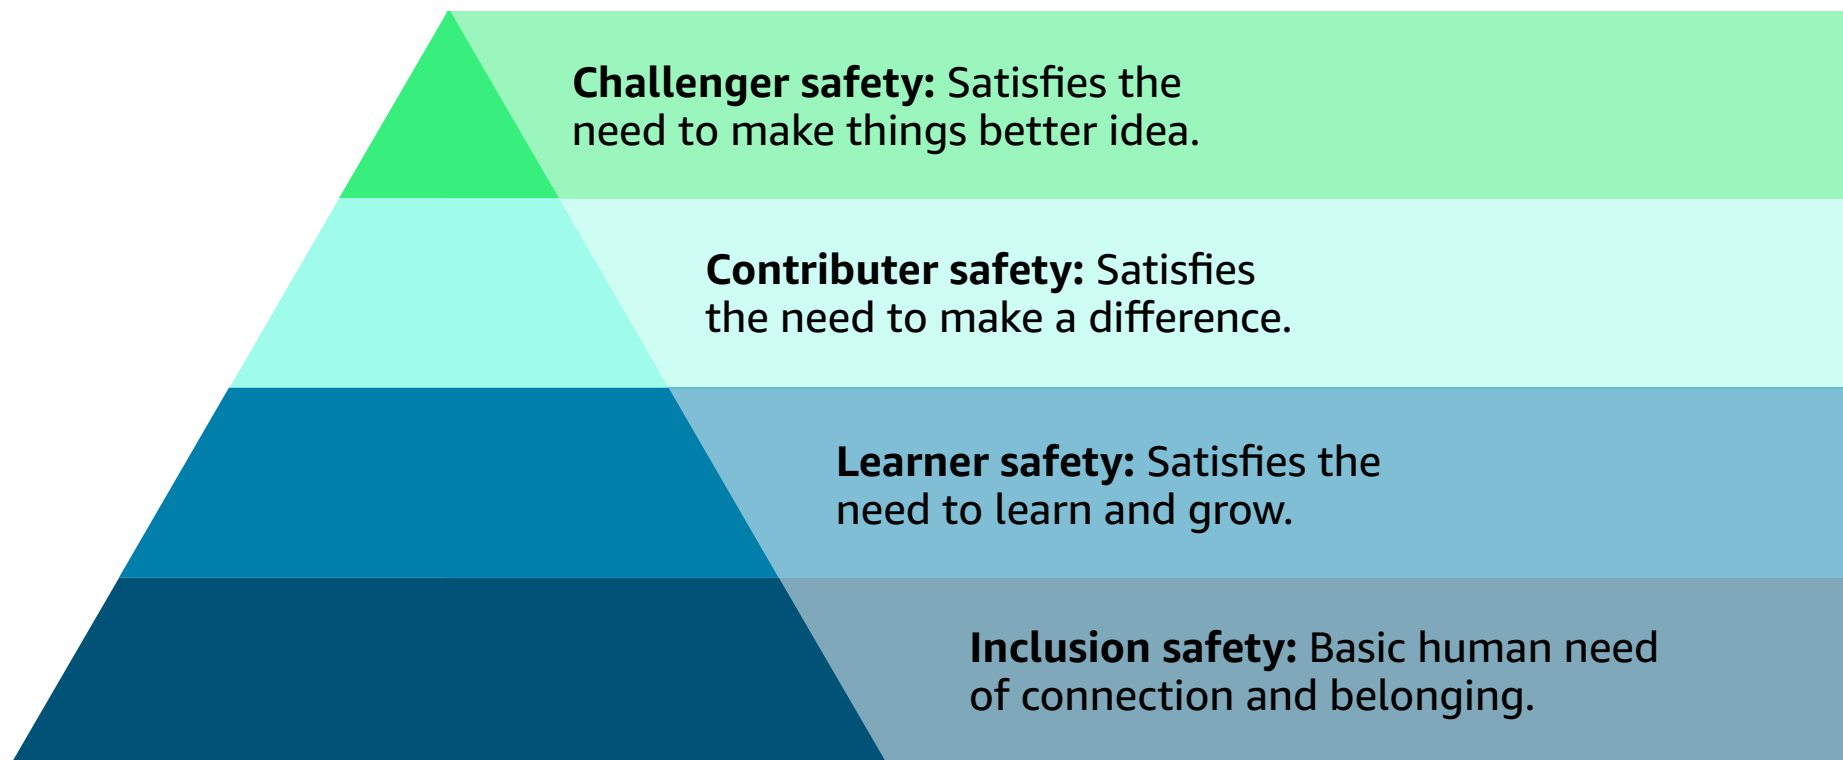 Challenger safety: Satisfies the
need to make things better idea.
Contributer safety: Satisfies
the need to make a difference.
Learner safety: Satisfies the
need to learn and grow.
Inclusion safety: Basic human need
of connection and belonging.